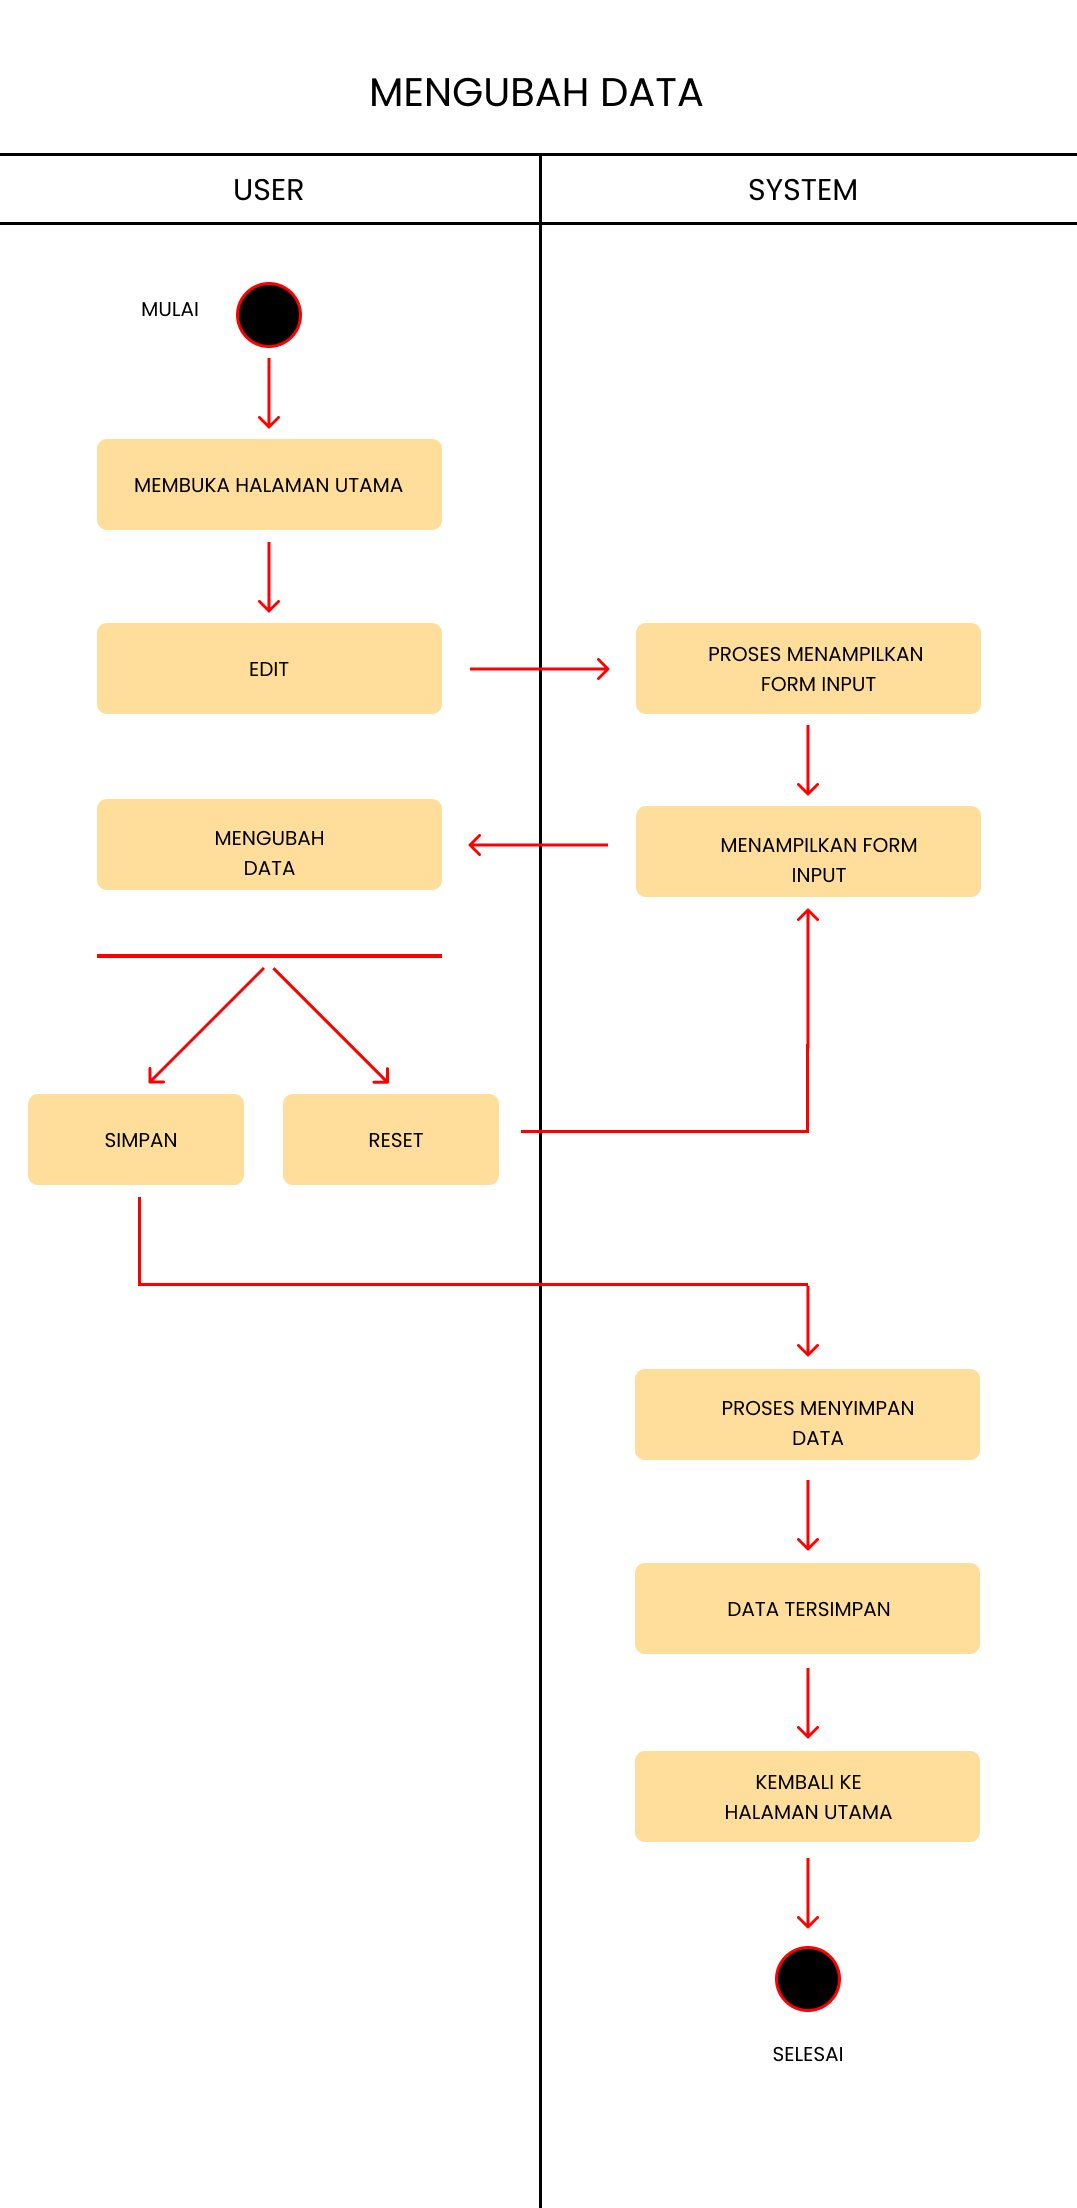 MENGUBAH DATA
USER
SYSTEM
MULAI
MEMBUKA HALAMAN UTAMA
EDIT
PROSES MENAMPILKAN
FORM INPUT
MENGUBAH
DATA
MENAMPILKAN FORM
INPUT
SIMPAN
RESET
PROSES MENYIMPAN
DATA
DATA TERSIMPAN
KEMBALI KE
HALAMAN UTAMA
SELESAI